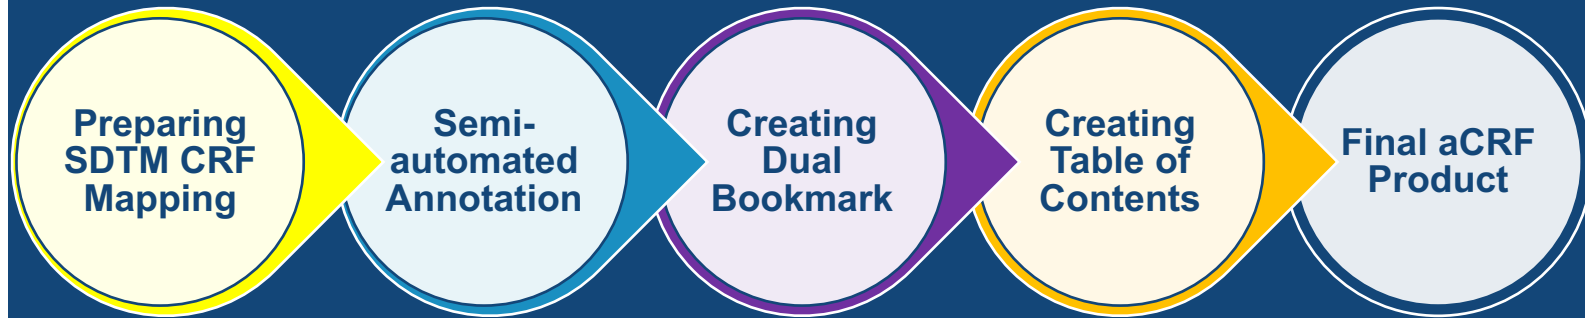 Preparing
SDTM CRF
Mapping
Semi-
automated
Annotation
Creating
Dual
Bookmark
Creating
Table of
Contents
Final aCRF
Product